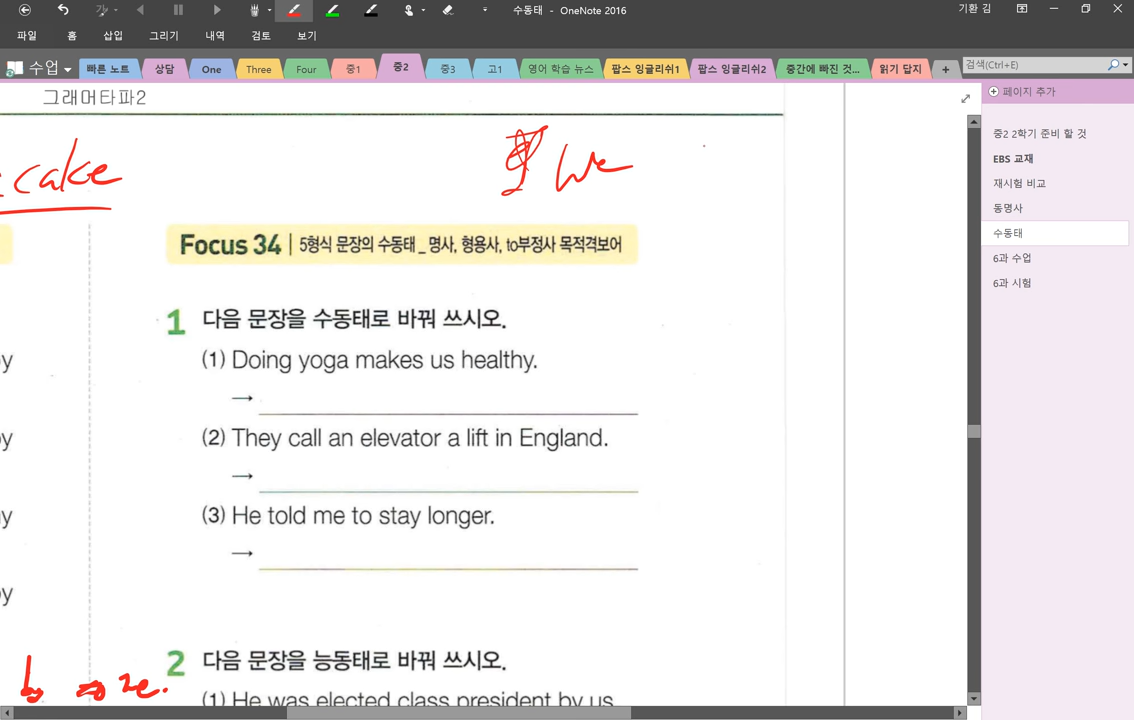 수동태 - OneNote 2016
기환 김
파일 홈 삽입 그리기 내역 검토 보기
수업 빠른 노트 상담 One Three Four 중1 중2 중3 고1 영어 학습 뉴스 팝스 잉글리쉬1 팝스 잉글리쉬2 중간에 빠진 것... 읽기 답지 + 검색(Ctrl+E)
그래머타파2
페이지 추가
중2 2학기 준비 할 것
EBS 교재
재시험 비교
동명사
수동태
6과 수업
6과 시험
cake
We
Focus 34 | 5형식 문장의 수동태 _ 명사, 형용사, to부정사 목적격보어
1 다음 문장을 수동태로 바꿔 쓰시오.
(1) Doing yoga makes us healthy.
→
(2) They call an elevator a lift in England.
→
(3) He told me to stay longer.
→
2 다음 문장을 능동태로 바꿔 쓰시오.
(1) He was elected class president by us